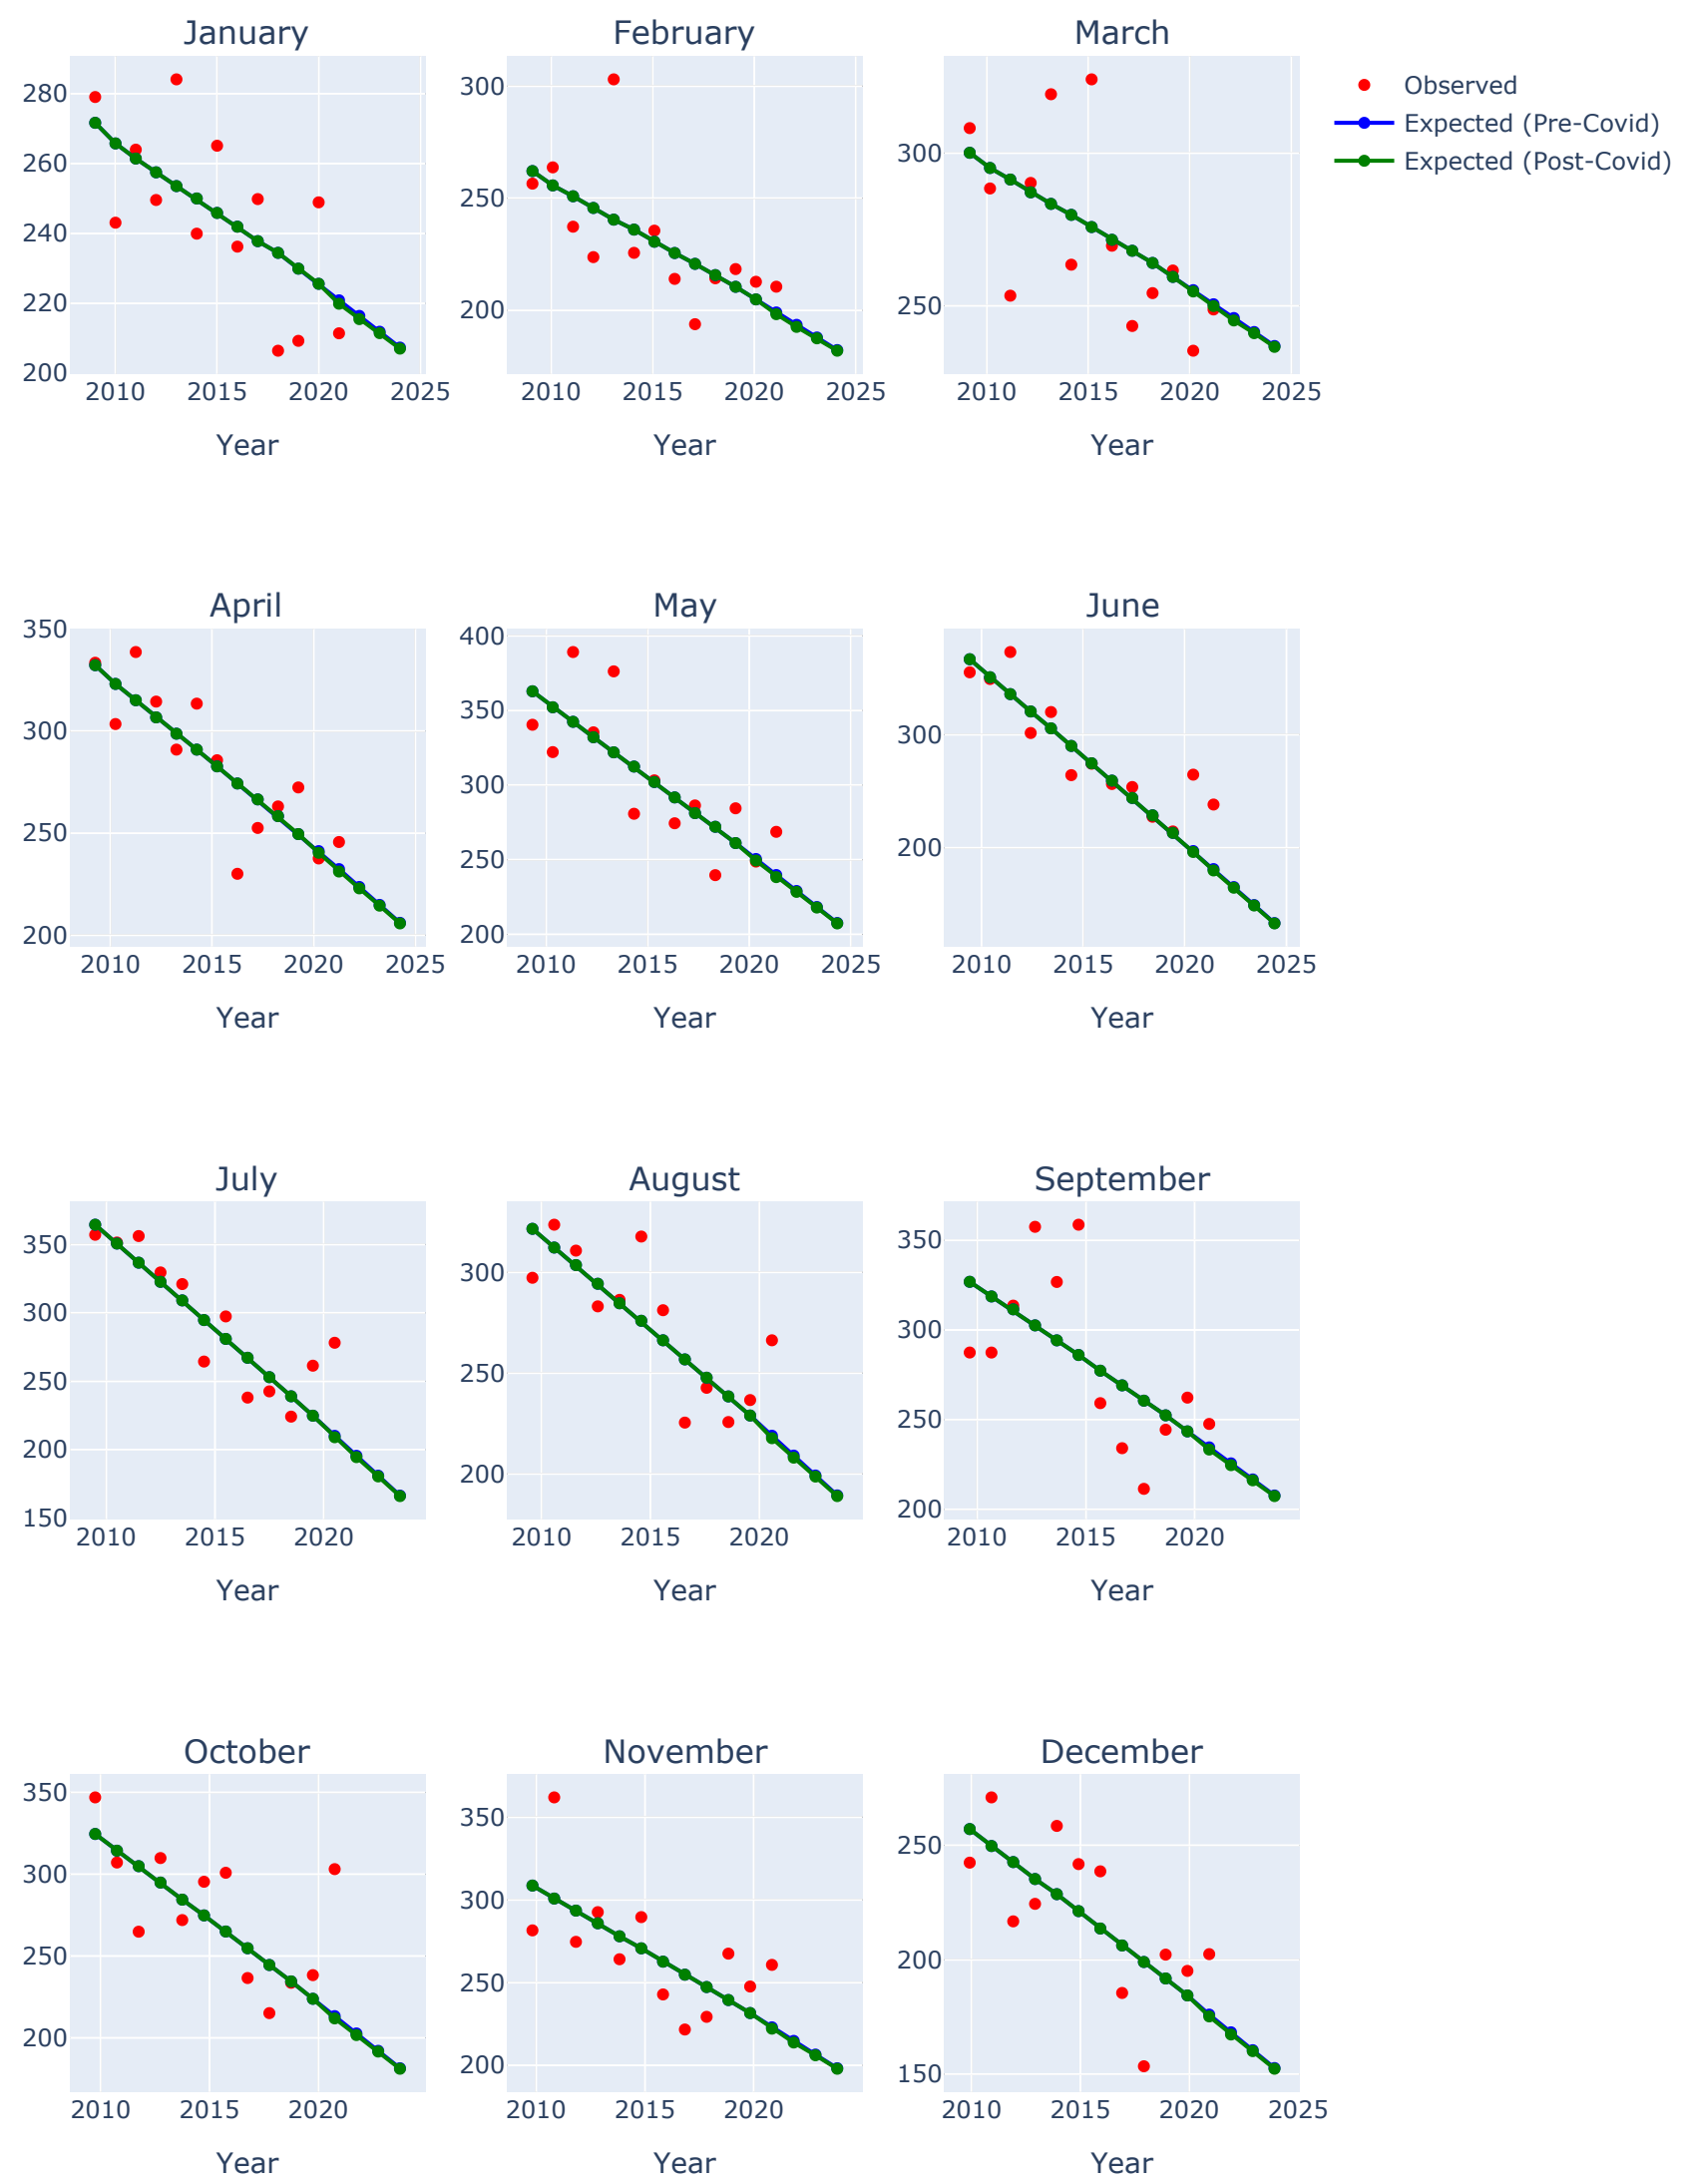 January
February
March
280
260
240
220
200
2010 2015 2020 2025
Year
300
250
200
2010 2015 2020 2025
Year
300
250
2010 2015 2020 2025
Year
Observed
Expected (Pre-Covid)
Expected (Post-Covid)
April
May
June
350
300
250
200
2010 2015 2020 2025
Year
400
350
300
250
200
2010 2015 2020 2025
Year
300
200
2010 2015 2020 2025
Year
July
August
September
350
300
250
200
150
2010 2015 2020
Year
300
250
200
2010 2015 2020
Year
350
300
250
200
2010 2015 2020
Year
October
November
December
350
300
250
200
2010 2015 2020
Year
350
300
250
200
2010 2015 2020
Year
250
200
150
2010 2015 2020 2025
Year